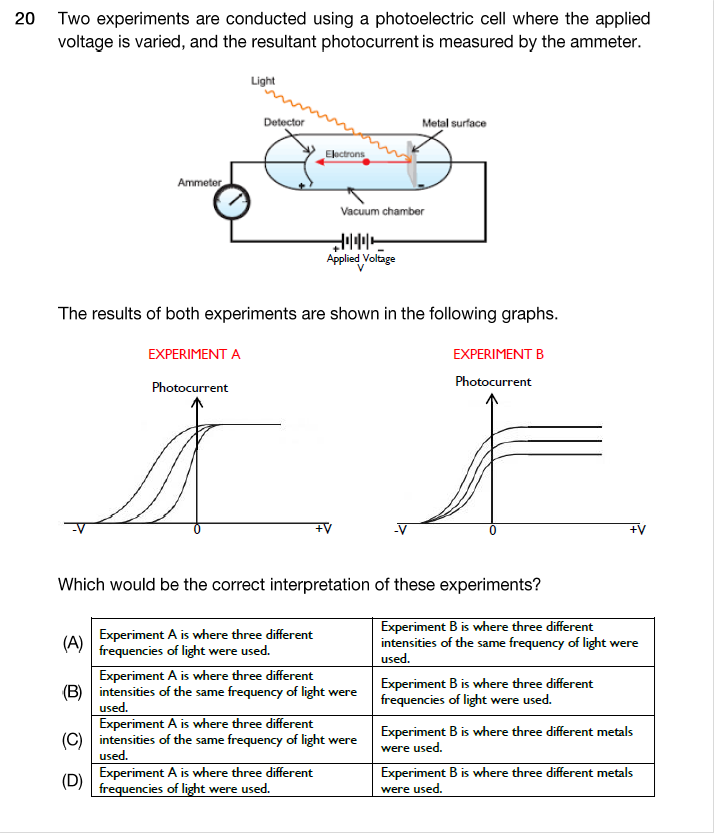 20 Two experiments are conducted using a photoelectric cell where the applied
voltage is varied, and the resultant photocurrent is measured by the ammeter.
Light
Detector
Metal surface
Electrons
Ammeter
+
-
Vacuum chamber
+
-
Applied Voltage
V
The results of both experiments are shown in the following graphs.
EXPERIMENT A
EXPERIMENT B
Photocurrent
Photocurrent
-V 0 +V
-V 0 +V
Which would be the correct interpretation of these experiments?
(A)
Experiment A is where three different
frequencies of light were used.
Experiment B is where three different
intensities of the same frequency of light were
used.
(B)
Experiment A is where three different
intensities of the same frequency of light were
used.
Experiment B is where three different
frequencies of light were used.
(C)
Experiment A is where three different
intensities of the same frequency of light were
used.
Experiment B is where three different metals
were used.
(D)
Experiment A is where three different
frequencies of light were used.
Experiment B is where three different metals
were used.